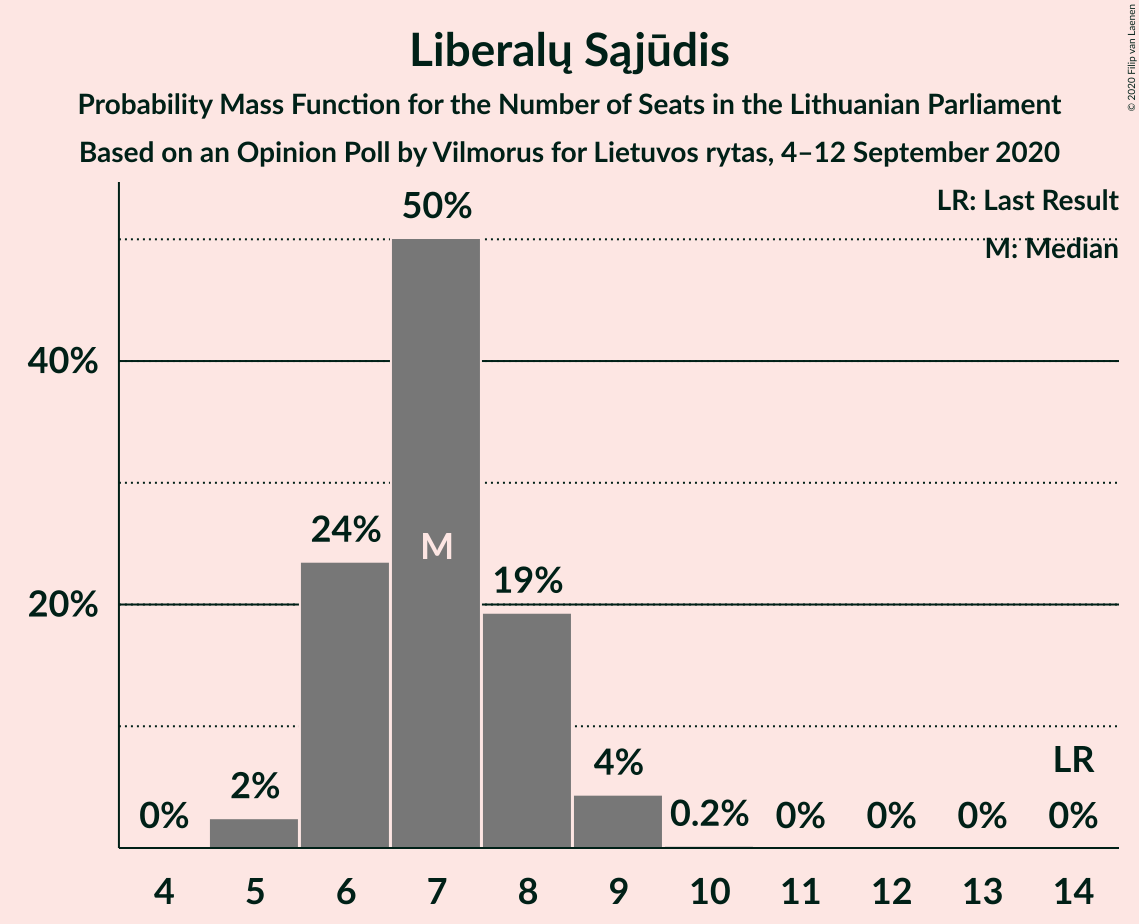 Liberalų Sąjūdis
Probability Mass Function for the Number of Seats in the Lithuanian Parliament
Based on an Opinion Poll by Vilmorus for Lietuvos rytas, 4–12 September 2020
© 2020 Filip van Laenen
LR: Last Result
M: Median
50%
40%
24%
M
19%
20%
LR
4%
2%
0%
0.2%
0%
0%
0%
0%
4 5 6 7 8 9 10 11 12 13 14